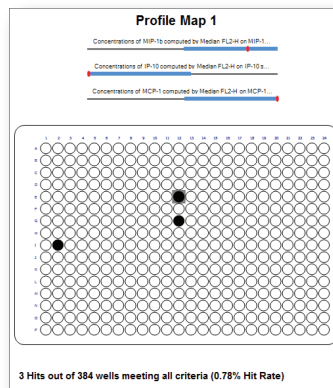 Profile Map 1
Concentrations of MIP-1b computed by Median FL2-H on MIP-1...
Concentrations of IP-10 computed by Median FL2-H on IP-10 s...
Concentrations of MCP-1 computed by Median FL2-H on MCP-1...
1 2 3 4 5 6 7 8 9 10 11 12 13 14 15 16 17 18 19 20 21 22 23 24
A
B
C
D
E
F
G
H
I
J
K
L
M
N
O
P
3 Hits out of 384 wells meeting all criteria (0.78% Hit Rate)